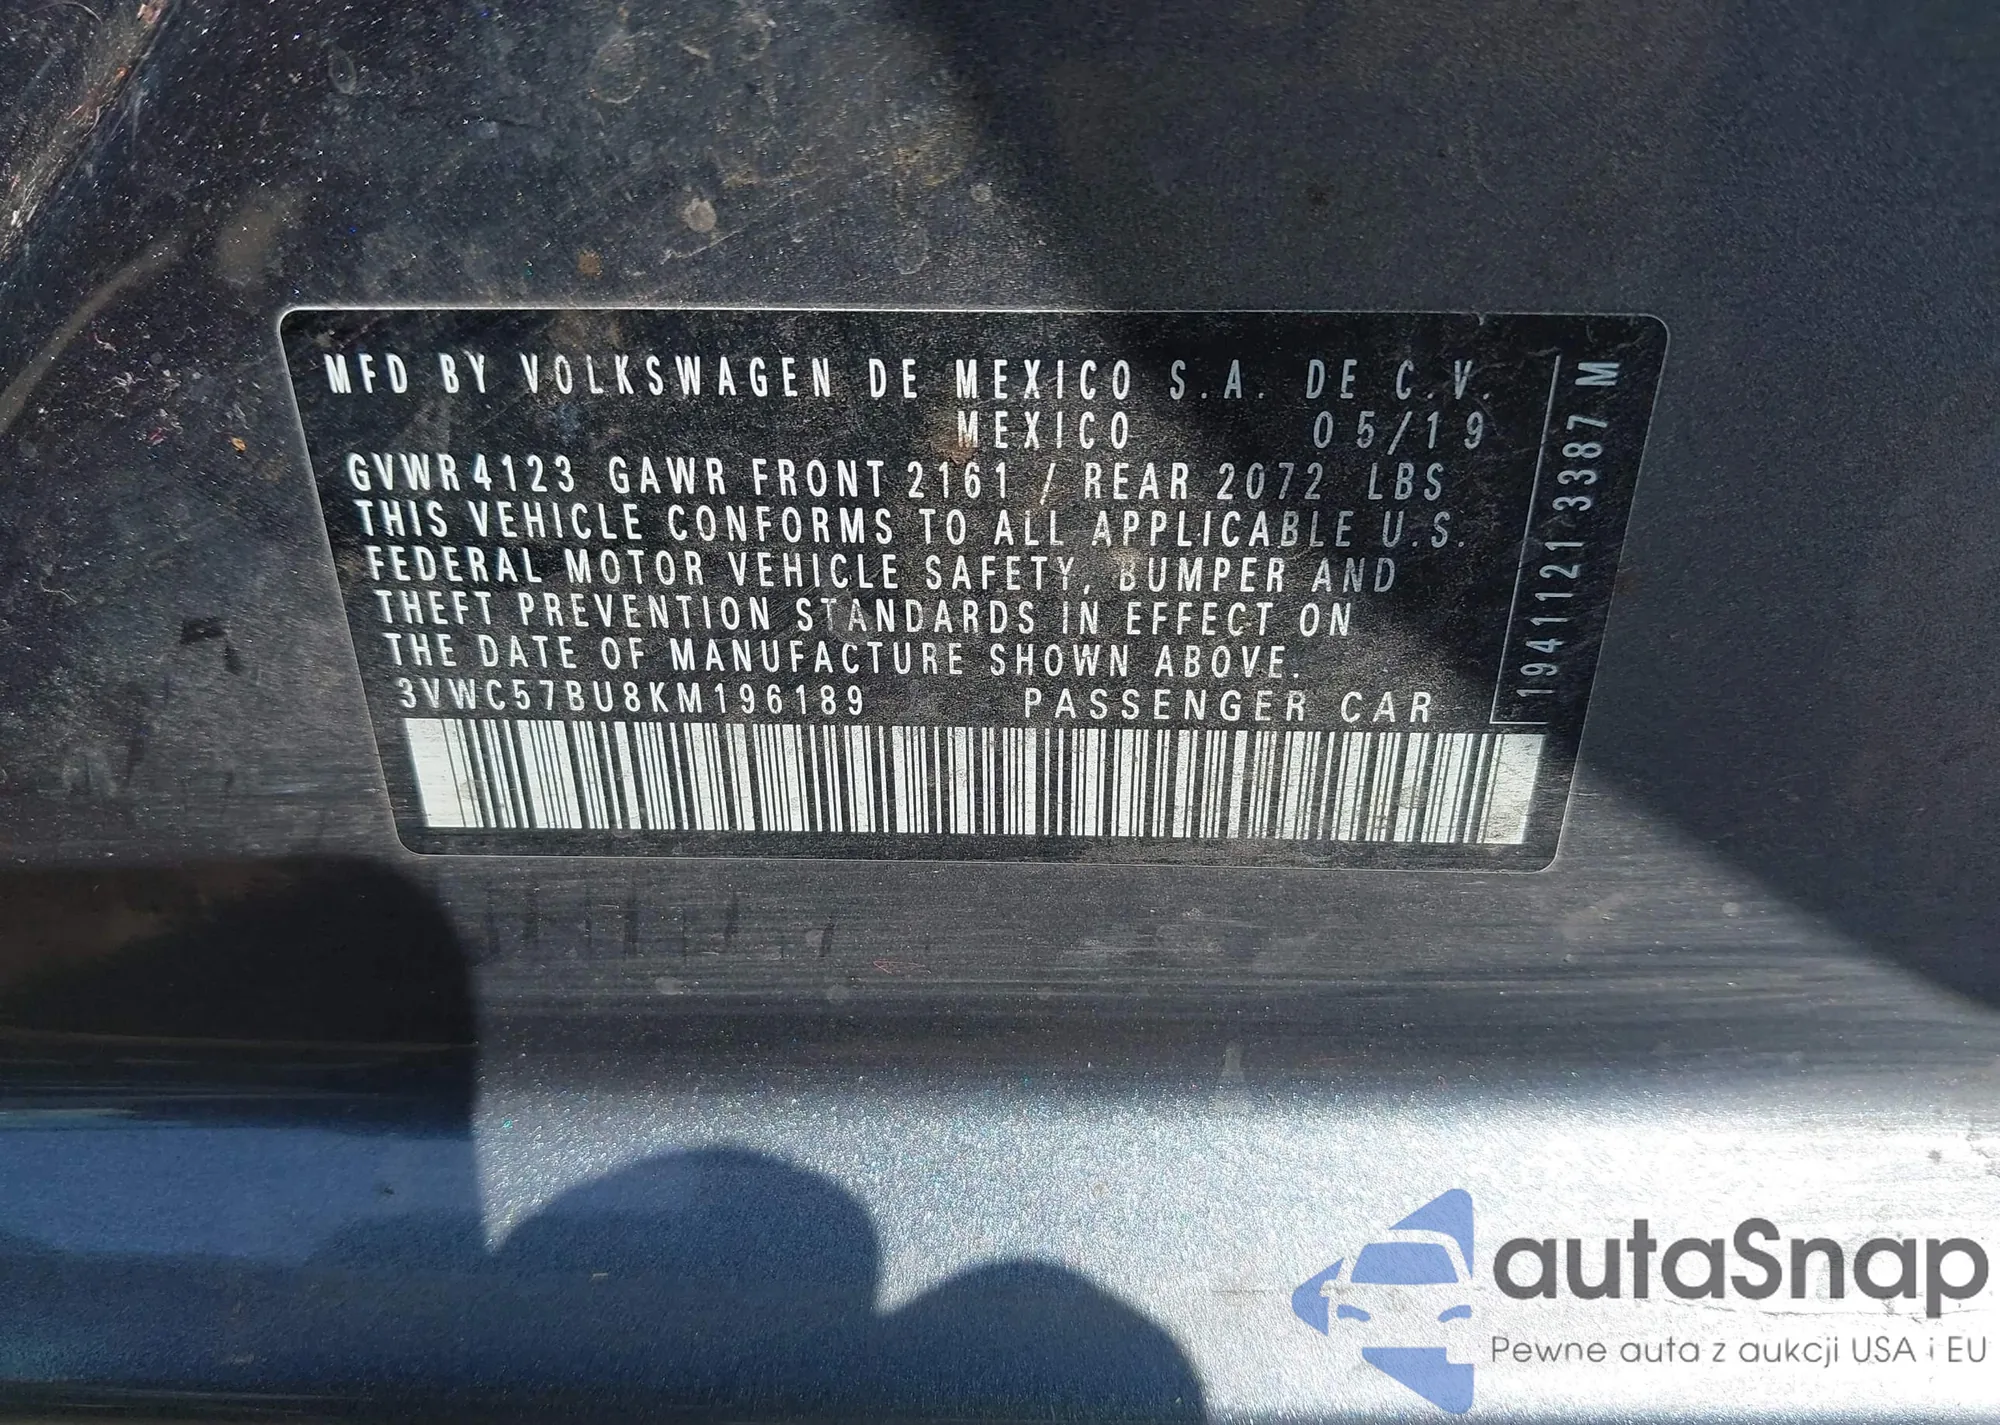 MFD BY VOLKSWAGEN DE MEXICO S.A. DE C.V.
MEXICO 05/19
GVWR 4123 GAWR FRONT 2161 / REAR 2072 LBS
THIS VEHICLE CONFORMS TO ALL APPLICABLE U.S.
FEDERAL MOTOR VEHICLE SAFETY, BUMPER AND
THEFT PREVENTION STANDARDS IN EFFECT ON
THE DATE OF MANUFACTURE SHOWN ABOVE.
3VWC57BU8KM196189 PASSENGER CAR
1941121 3387 M
autaSnap
Pewne auta z aukcji USA i EU